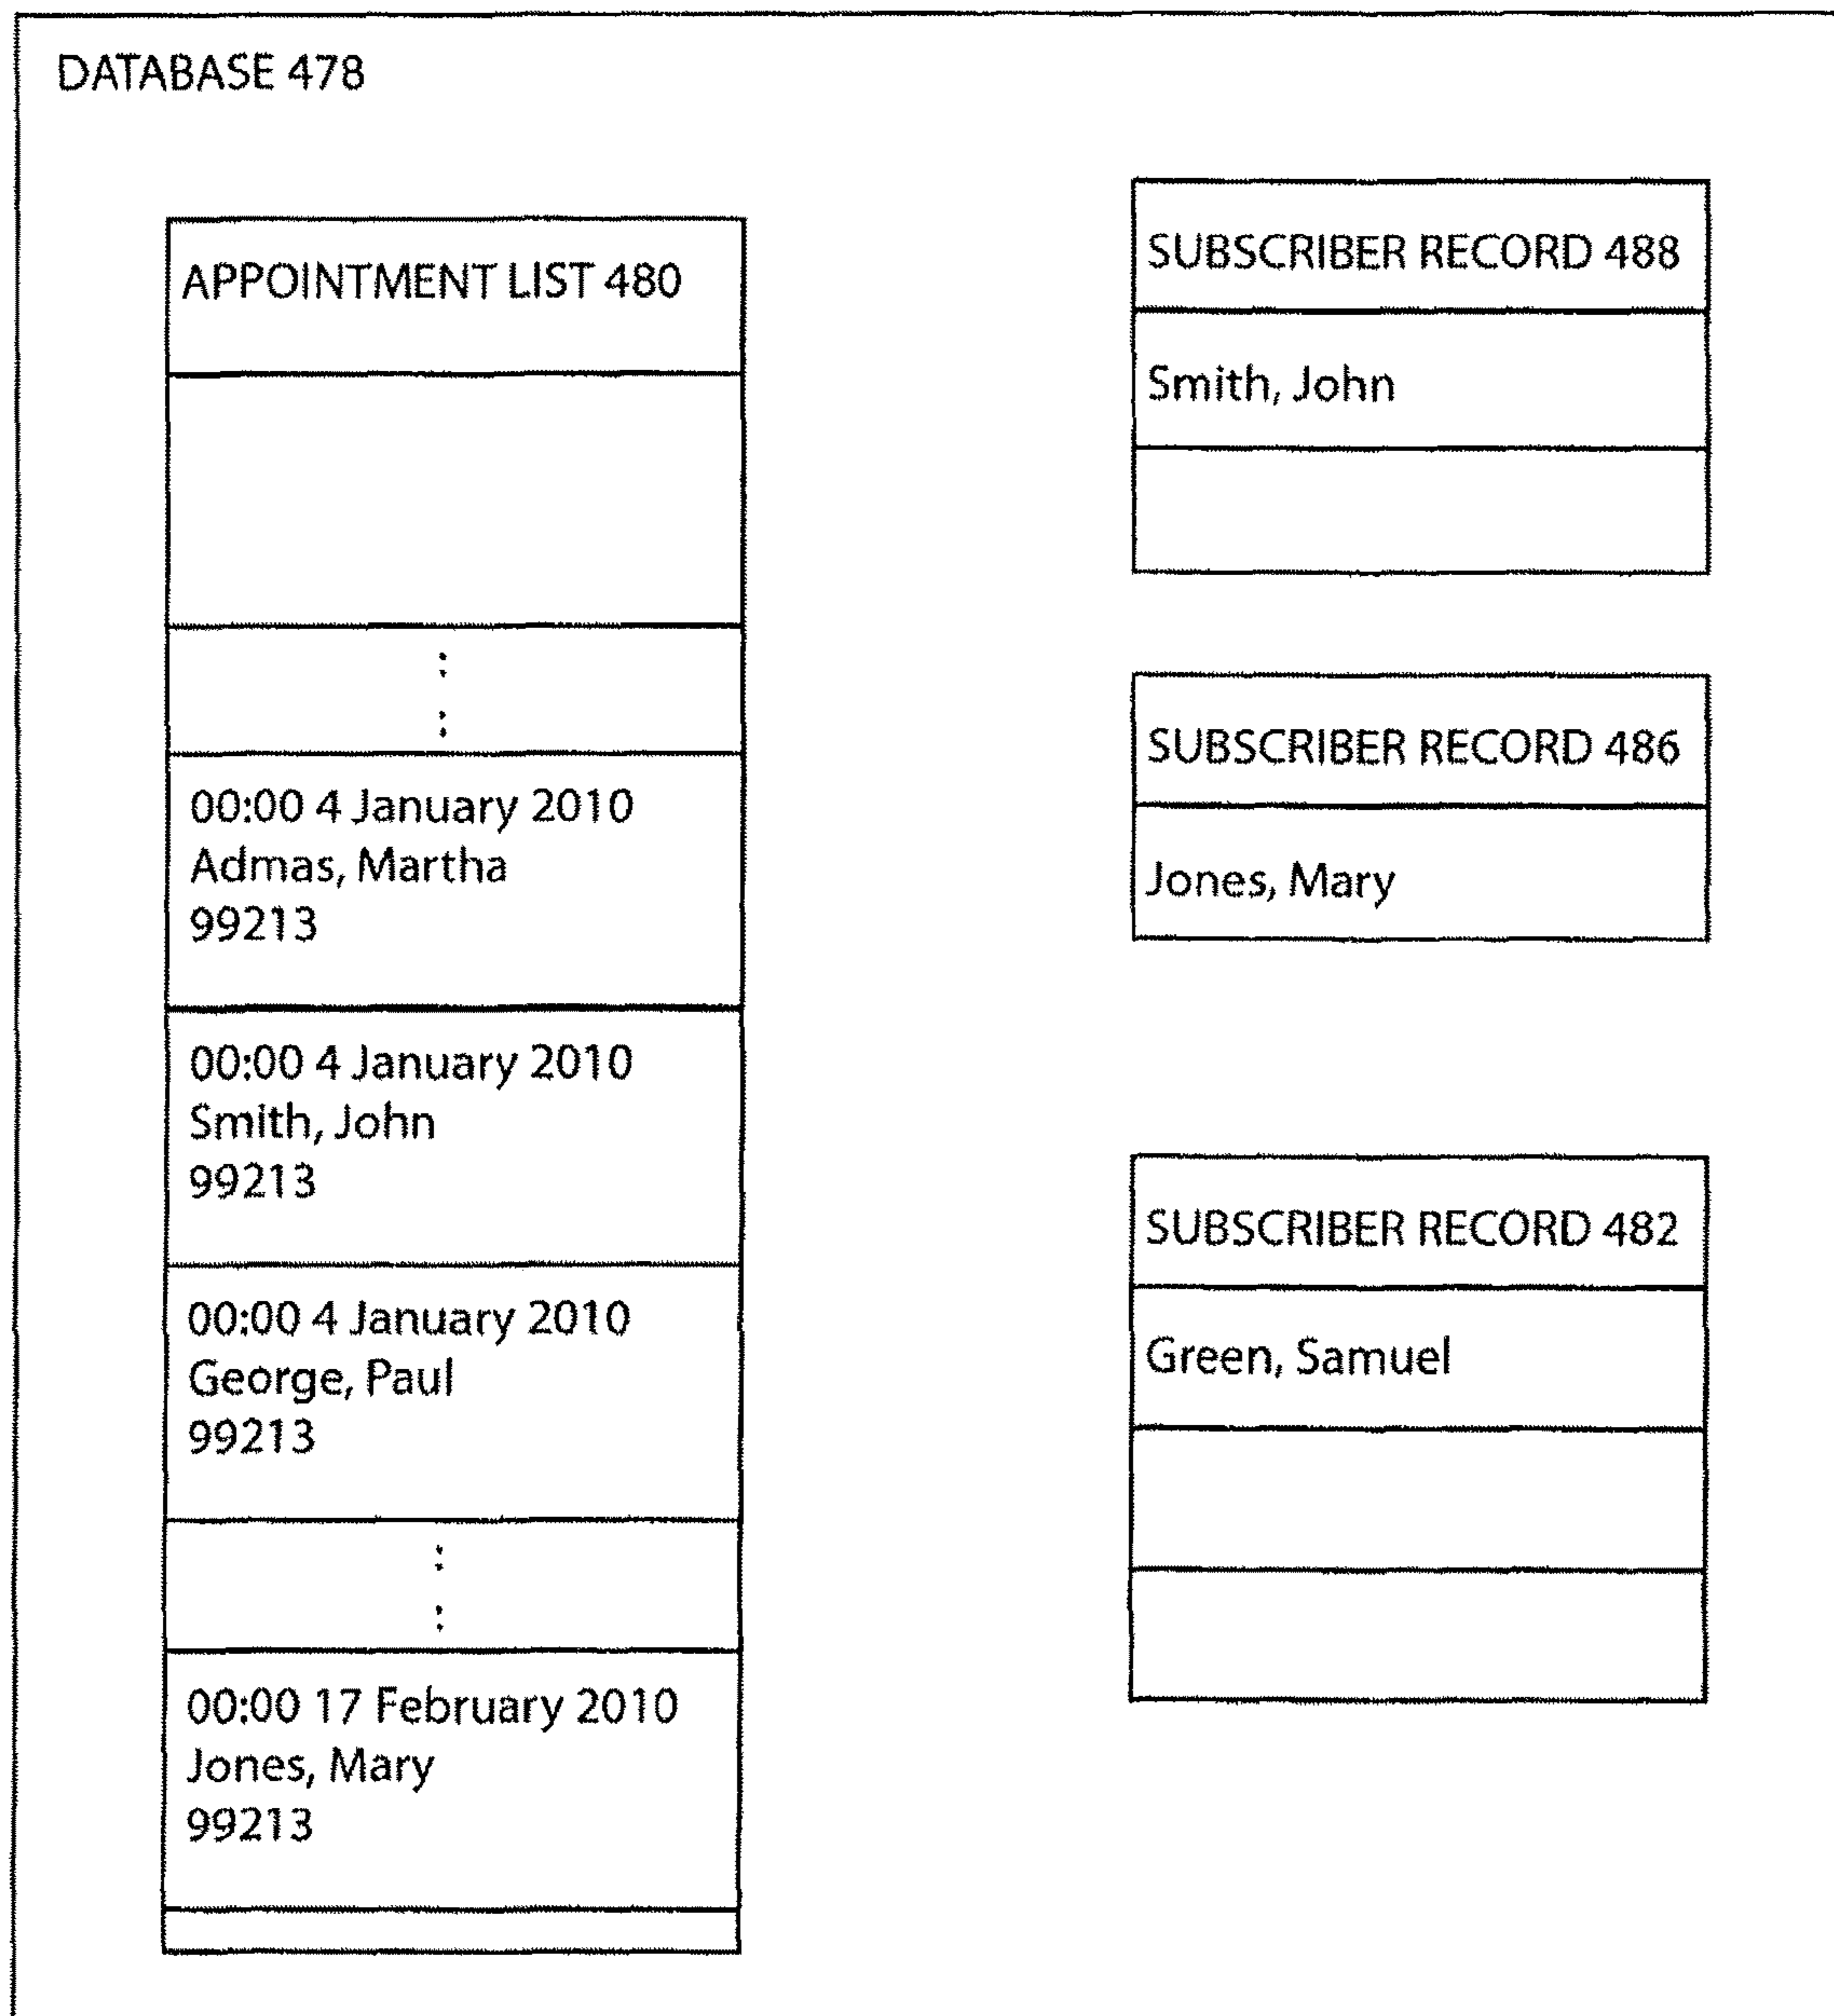 DATABASE 478
APPOINTMENT LIST 480
00:00 4 January 2010
Admas, Martha
99213
00:00 4 January 2010
Smith, John
99213
00:00 4 January 2010
George, Paul
99213
00:00 17 February 2010
Jones, Mary
99213
SUBSCRIBER RECORD 488
Smith, John
SUBSCRIBER RECORD 486
Jones, Mary
SUBSCRIBER RECORD 482
Green, Samuel